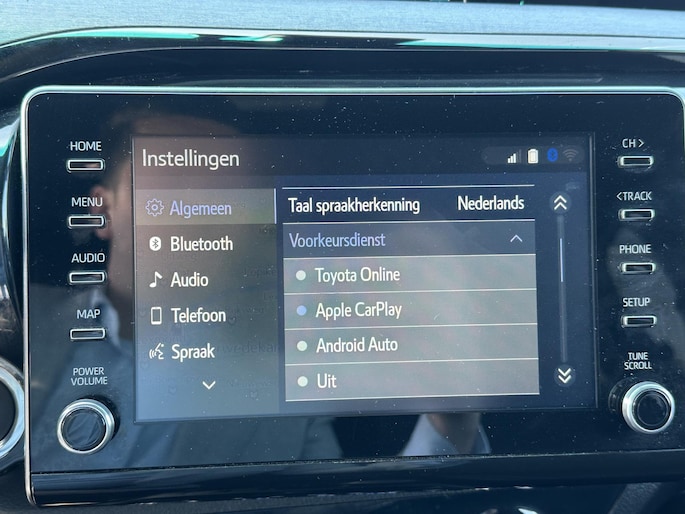 HOME
MENU
AUDIO
MAP
POWER
VOLUME
Instellingen
Algemeen
Bluetooth
Audio
Telefoon
Spraak
Taal spraakherkenning Nederlands
Voorkeursdienst
Toyota Online
Apple CarPlay
Android Auto
Uit
CH >
< TRACK
PHONE
SETUP
TUNE
SCROLL